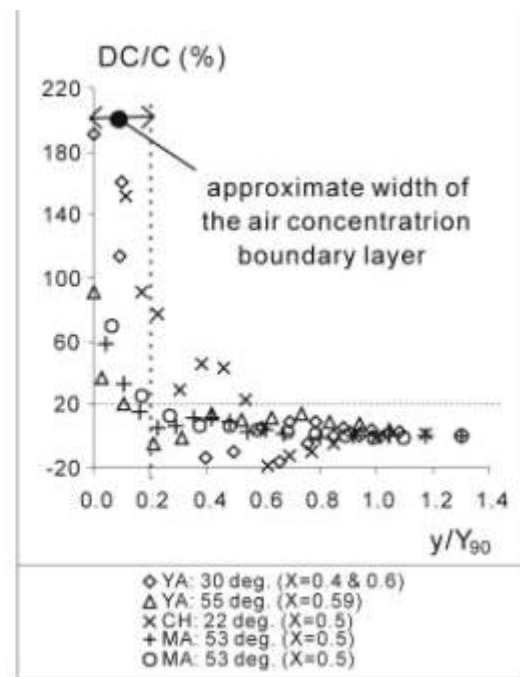 DC/C (%)
220
180
140
100
60
20
-20
approximate width of
the air concentratrion
boundary layer
0.0 0.2 0.4 0.6 0.8 1.0 1.2 1.4
y/Y90
YA: 30 deg. (X=0.4 & 0.6)
YA: 55 deg. (X=0.59)
CH: 22 deg. (X=0.5)
MA: 53 deg. (X=0.5)
MA: 53 deg. (X=0.5)